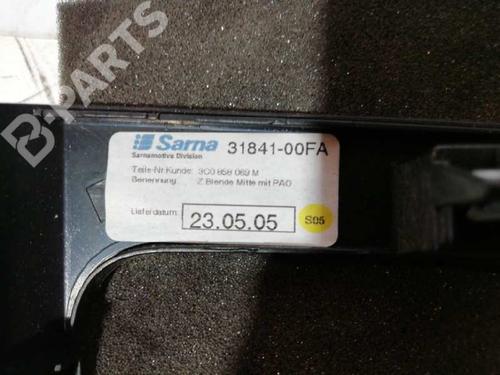 B-PARTS
Sarna 31841-00FA
Sarnamotive Division
Teile-Nr.Kunde: 3C0 858 069 M
Benennung: Z Blende Mitte mit PAO
Lieferdatum: 23.05.05 S05